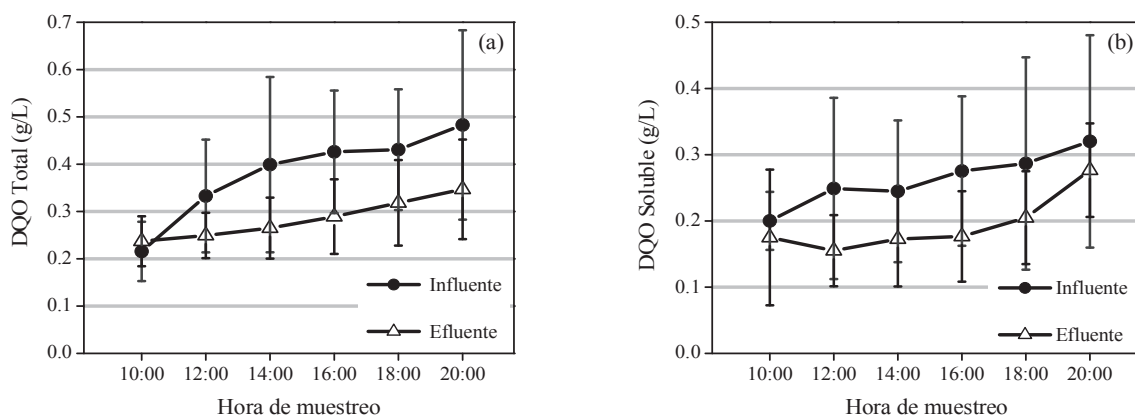 (a)
DQO Total (g/L)
0.7
0.6
0.5
0.4
0.3
0.2
0.1
0.0
Influente
Efluente
10:00 12:00 14:00 16:00 18:00 20:00
Hora de muestreo
(b)
DQO Soluble (g/L)
0.5
0.4
0.3
0.2
0.1
0.0
Influente
Efluente
10:00 12:00 14:00 16:00 18:00 20:00
Hora de muestreo